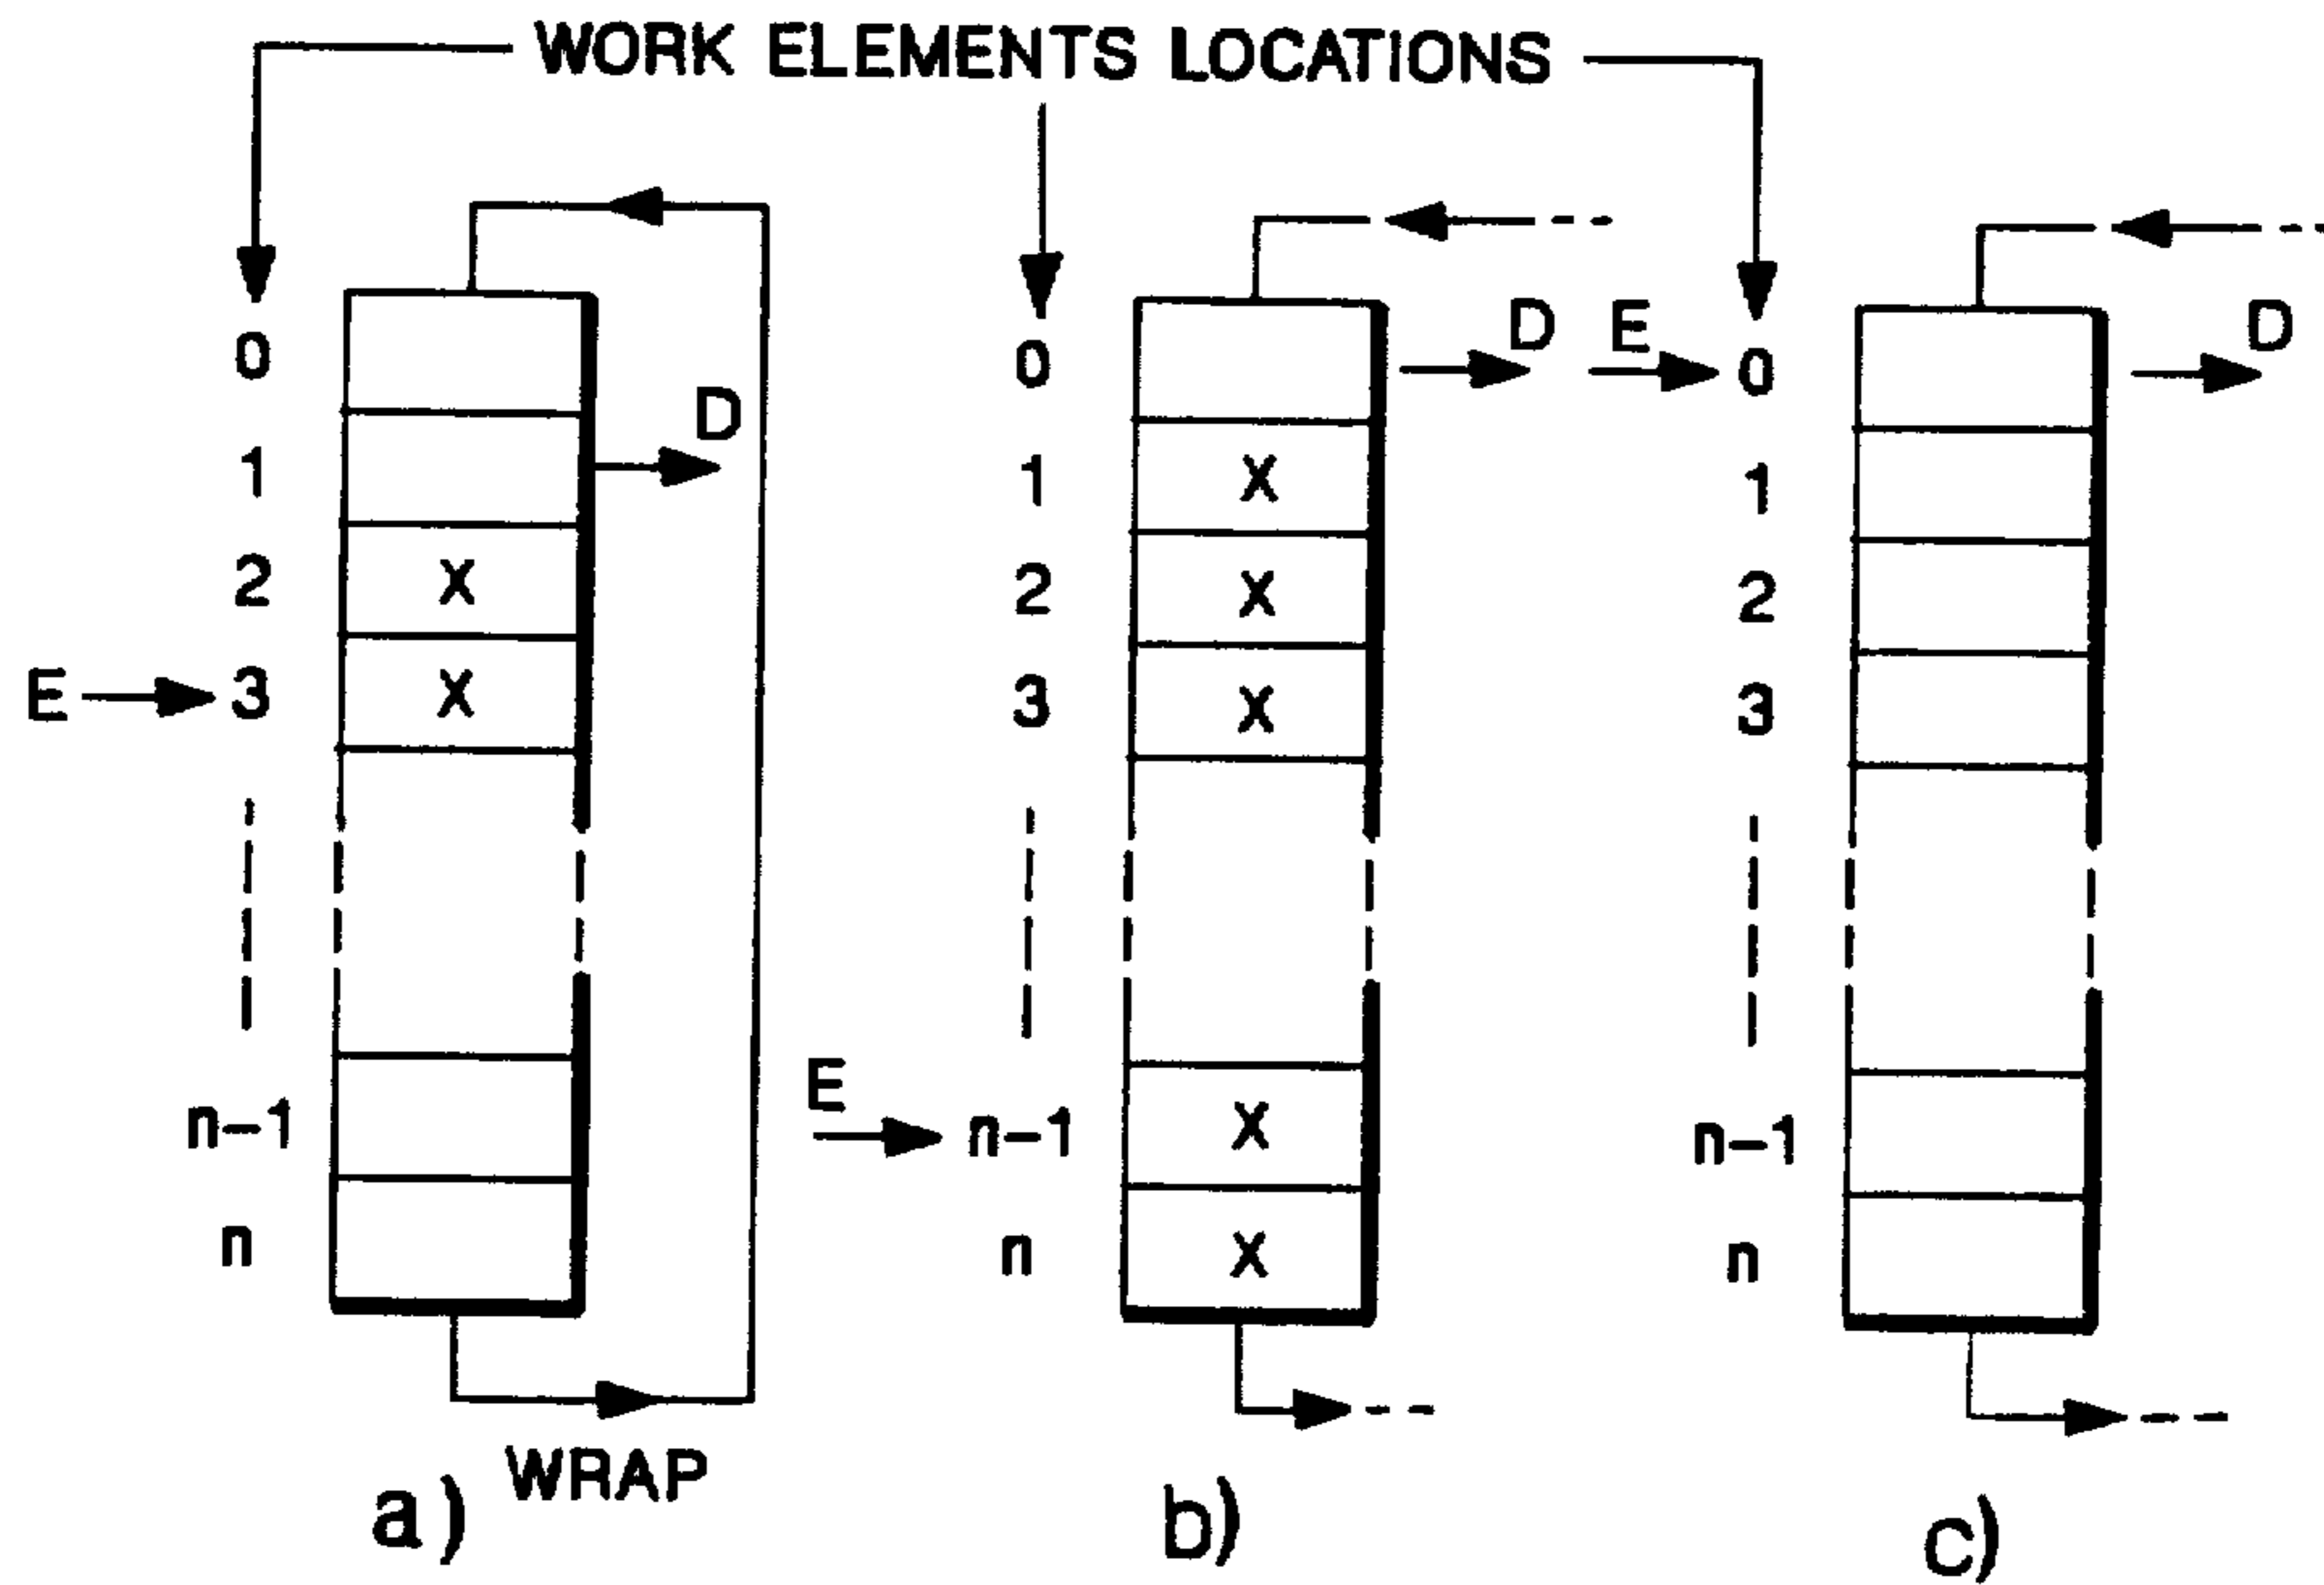 WORK ELEMENTS LOCATIONS
0 0 D E 0 D
D
1 1 X 1
2 X 2 X 2
E 3 X 3 X 3
E
n-1 n-1 X n-1
n n X n
WRAP
a) b) c)